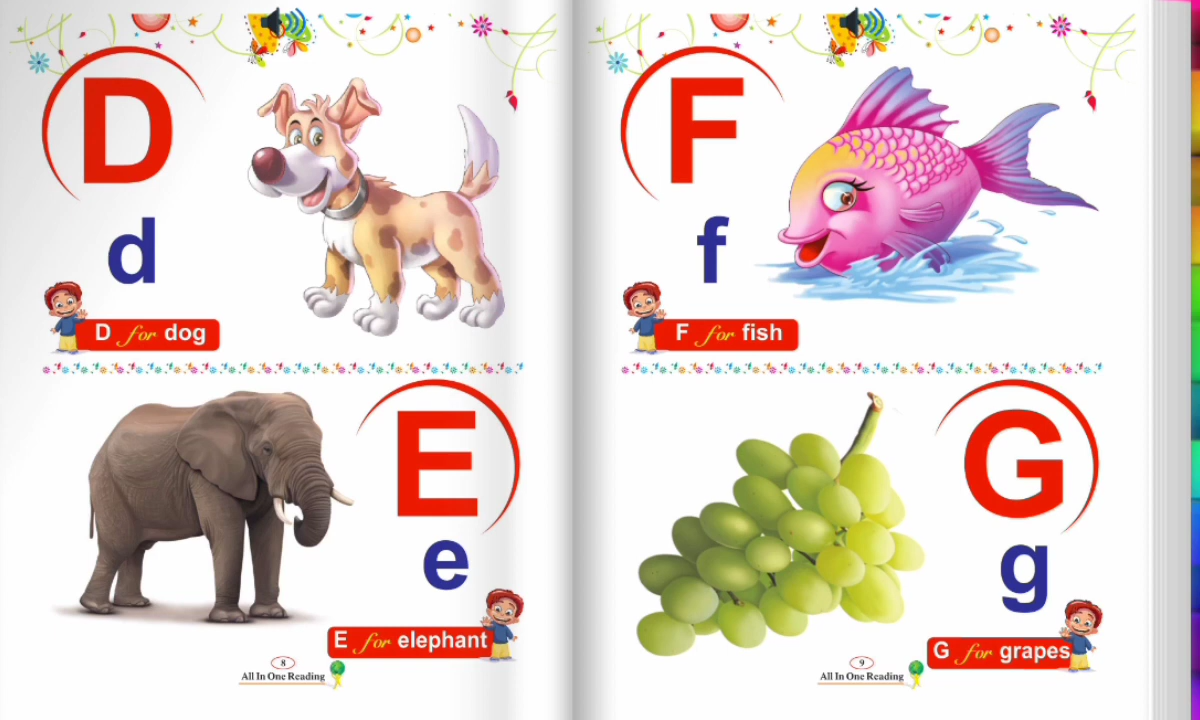 D
d
D for dog
E
e
E for elephant
8
All In One Reading
F
f
F for fish
G
g
G for grapes
9
All In One Reading